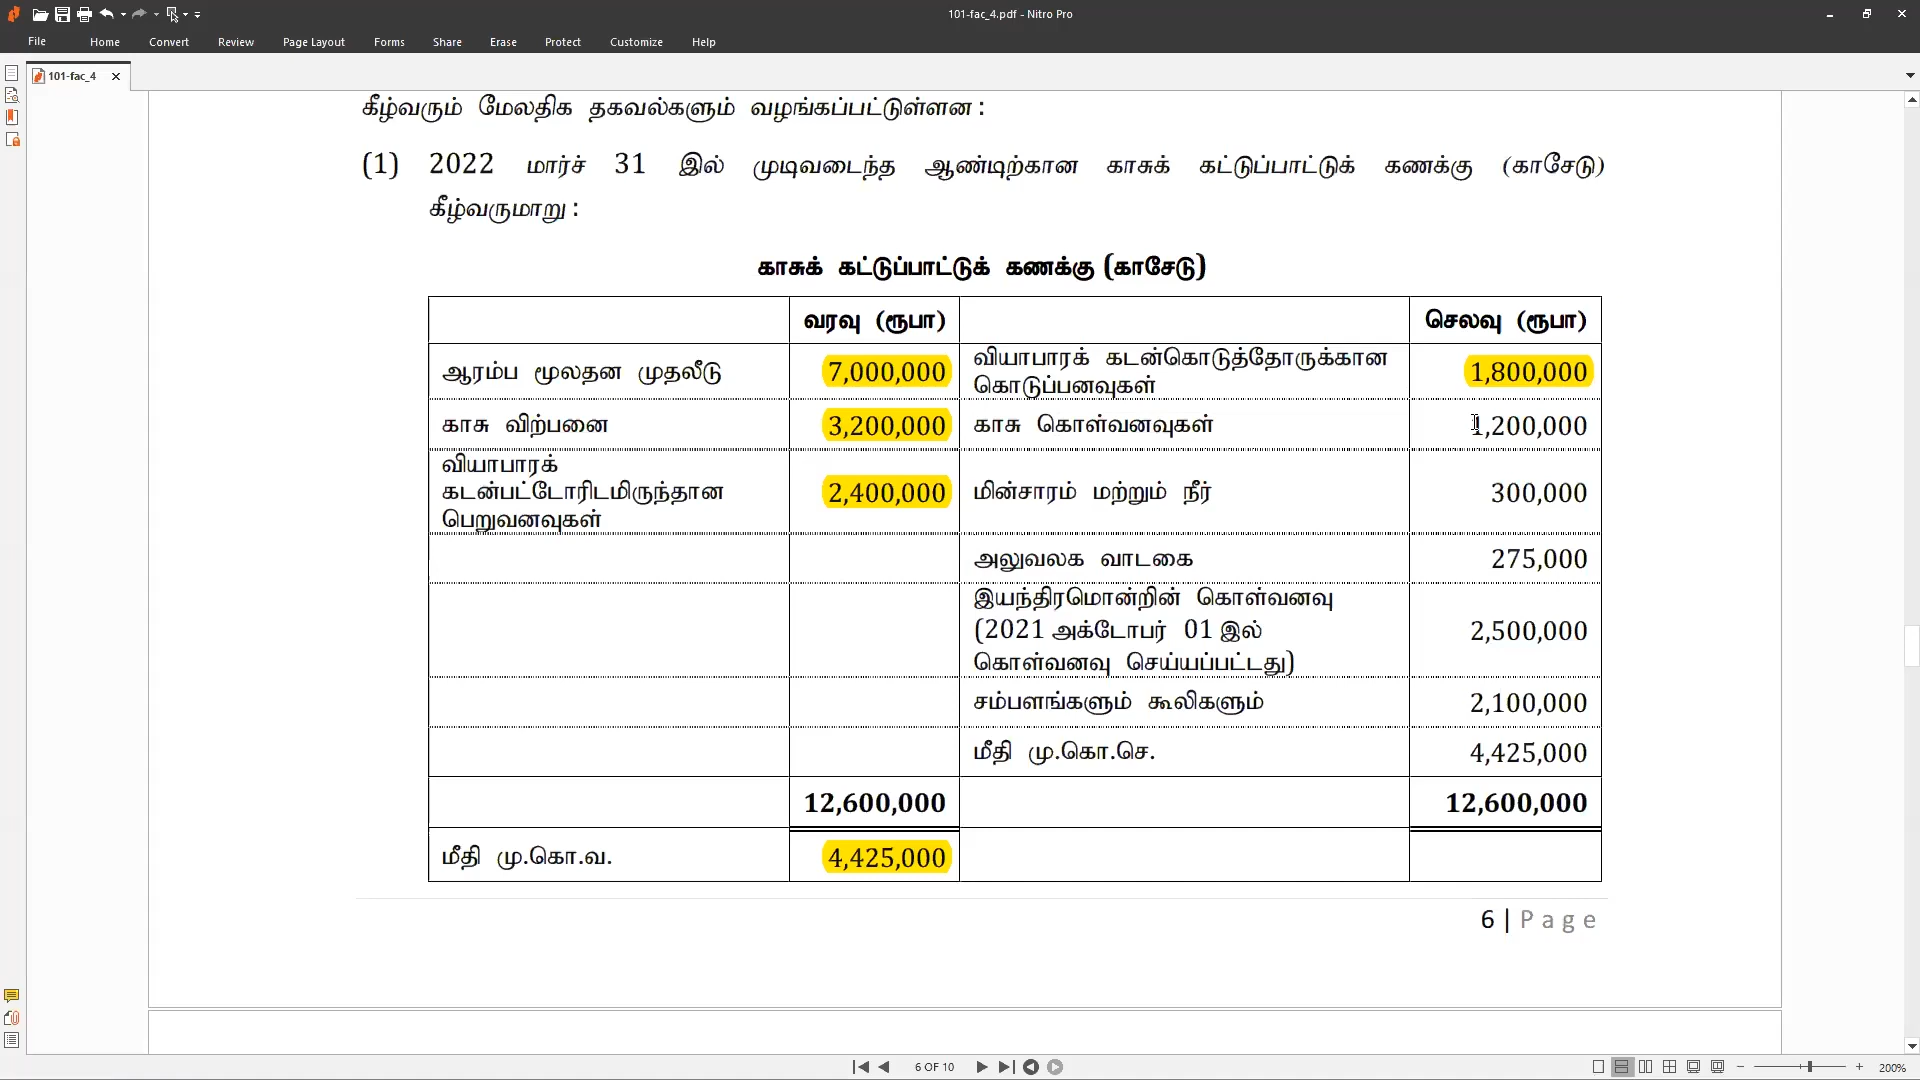 101-fac_4.pdf - Nitro Pro
File Home Convert Review Page Layout Forms Share Erase Protect Customize Help
101-fac_4
கீழ்வரும் மேலதிக தகவல்களும் வழங்கப்பட்டுள்ளன :
(1) 2022 மார்ச் 31 இல் முடிவடைந்த ஆண்டிற்கான காசுக் கட்டுப்பாட்டுக் கணக்கு (காசேடு)
கீழ்வருமாறு :
காசுக் கட்டுப்பாட்டுக் கணக்கு (காசேடு)
வரவு (ரூபா) செலவு (ரூபா)
ஆரம்ப மூலதன முதலீடு 7,000,000 வியாபாரக் கடன்கொடுத்தோருக்கான
கொடுப்பனவுகள் 1,800,000
காசு விற்பனை 3,200,000 காசு கொள்வனவுகள் 1,200,000
வியாபாரக்
கடன்பட்டோரிடமிருந்தான
பெறுவனவுகள் 2,400,000 மின்சாரம் மற்றும் நீர் 300,000
அலுவலக வாடகை 275,000
இயந்திரமொன்றின் கொள்வனவு
(2021 அக்டோபர் 01 இல்
கொள்வனவு செய்யப்பட்டது) 2,500,000
சம்பளங்களும் கூலிகளும் 2,100,000
மீதி மு.கொ.செ. 4,425,000
12,600,000 12,600,000
மீதி மு.கொ.வ. 4,425,000
6 | Page
6 OF 10
200%